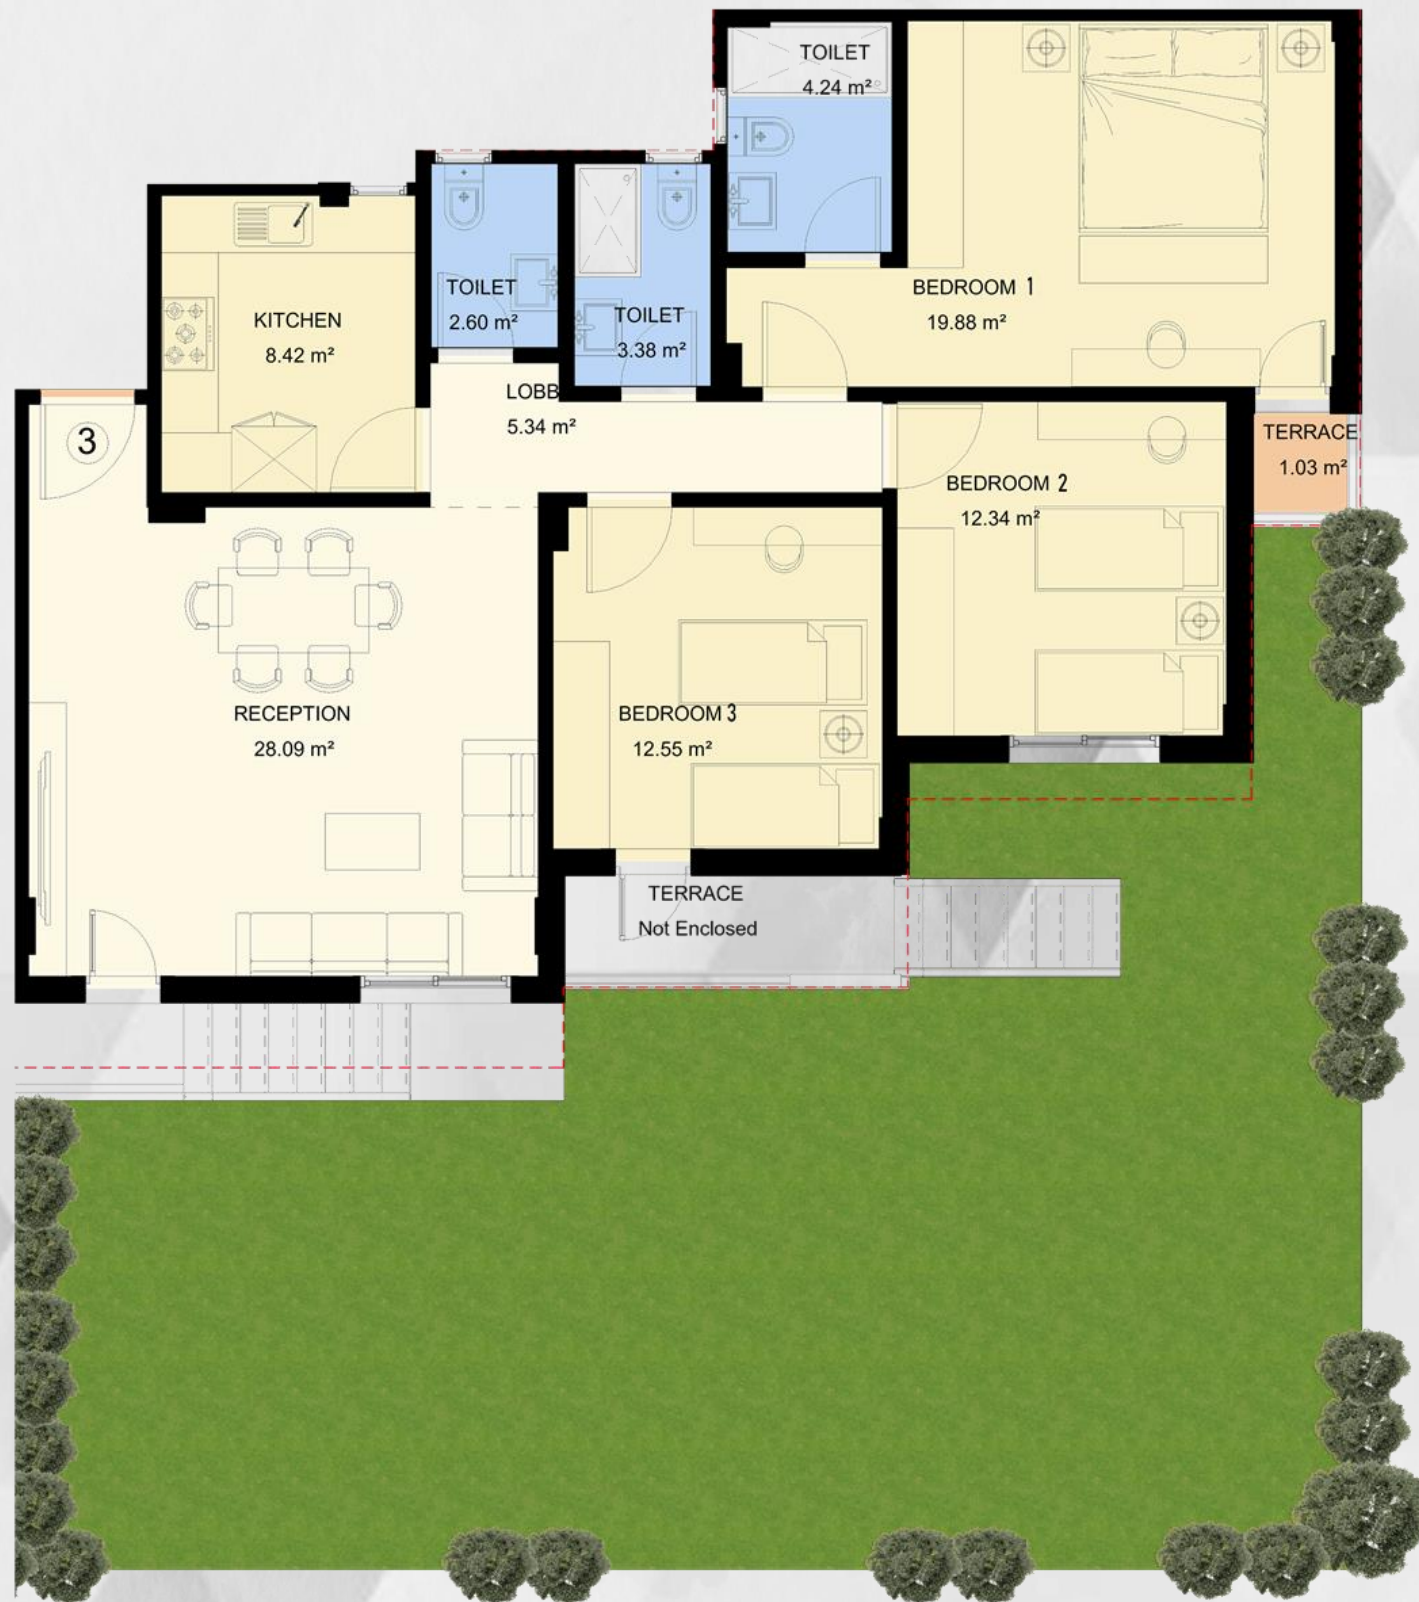 TOILET
4.24 m²
BEDROOM 1
19.88 m²
TOILET
2.60 m²
TOILET
3.38 m²
KITCHEN
8.42 m²
LOBB
5.34 m²
3
TERRACE
1.03 m²
BEDROOM 2
12.34 m²
RECEPTION
28.09 m²
BEDROOM 3
12.55 m²
TERRACE
Not Enclosed